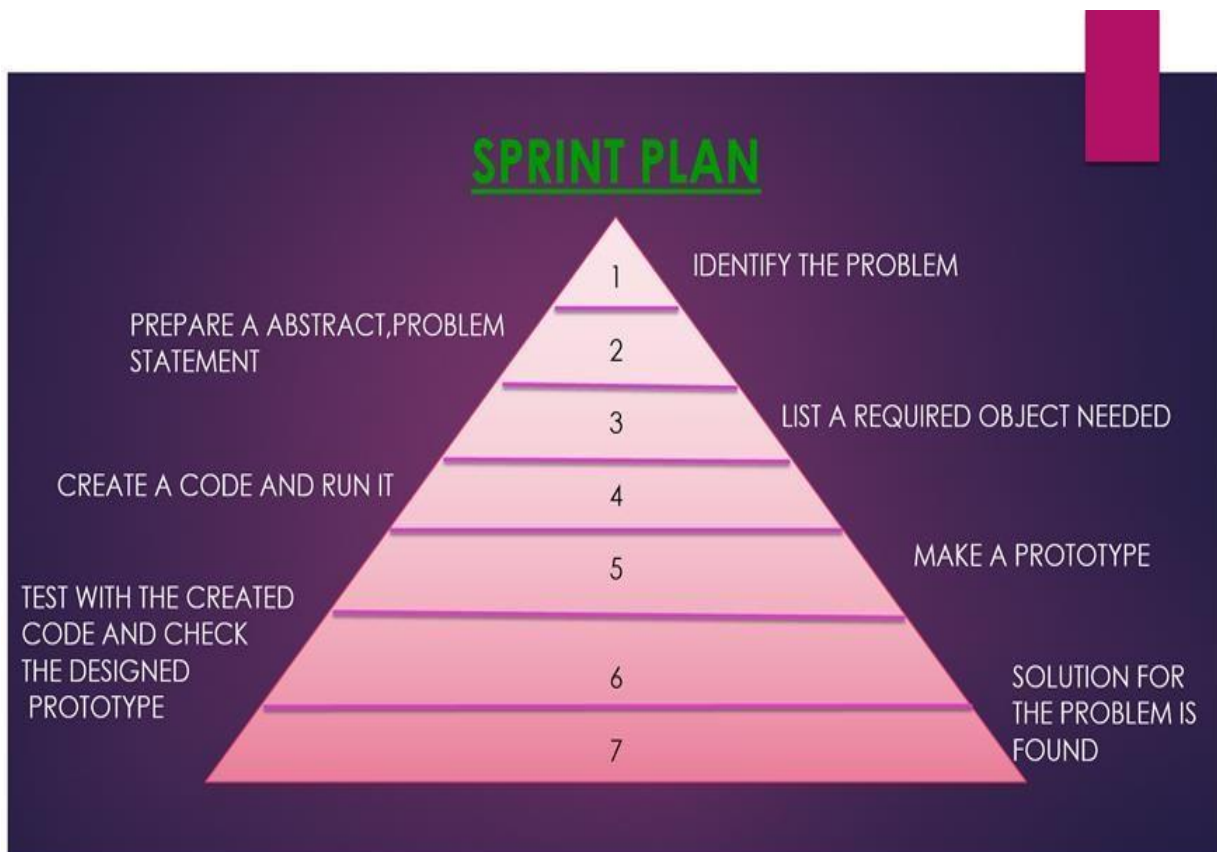 SPRINT PLAN
1
IDENTIFY THE PROBLEM
PREPARE A ABSTRACT,PROBLEM
STATEMENT
2
3
LIST A REQUIRED OBJECT NEEDED
CREATE A CODE AND RUN IT
4
5
MAKE A PROTOTYPE
TEST WITH THE CREATED
CODE AND CHECK
THE DESIGNED
PROTOTYPE
6
7
SOLUTION FOR
THE PROBLEM IS
FOUND